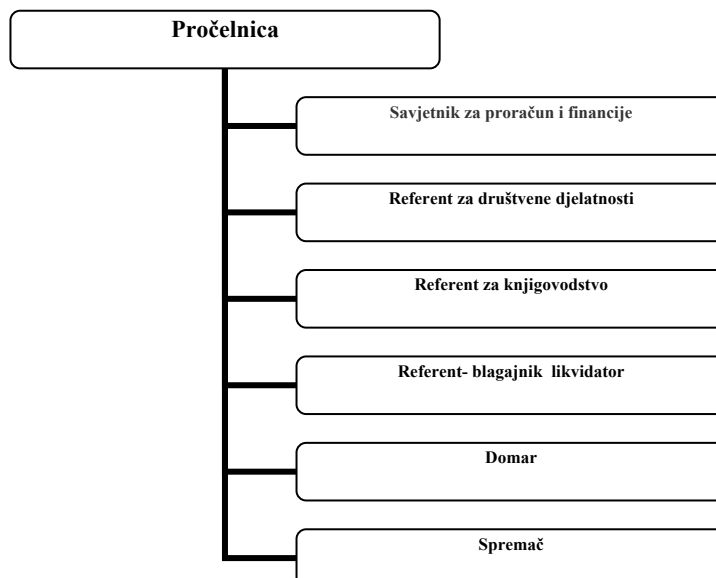 Pročelnica
Savjetnik za proračun i financije
Referent za društvene djelatnosti
Referent za knjigovodstvo
Referent- blagajnik  likvidator
Domar
Spremač